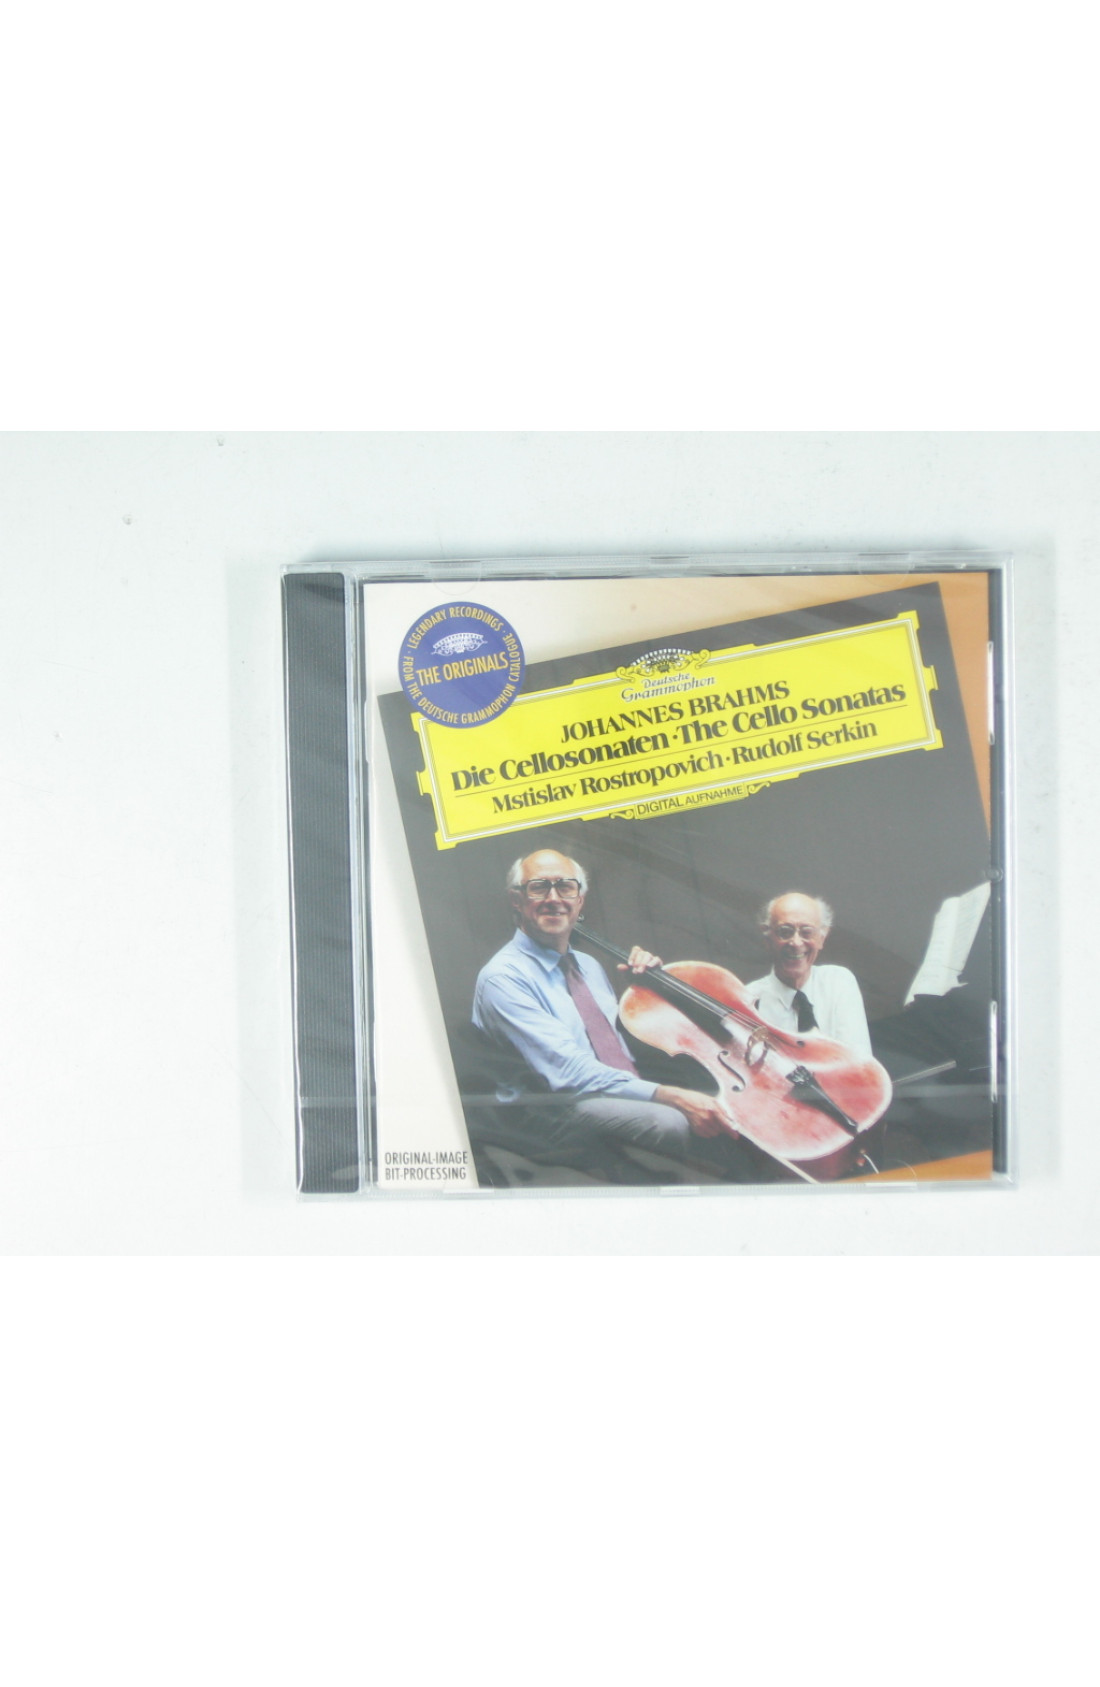 LEGENDARY RECORDINGS ·
FROM THE DEUTSCHE GRAMMOPHON CATALOGUE ·
THE ORIGINALS
Deutsche
Grammophon
JOHANNES BRAHMS
Die Cellosonaten · The Cello Sonatas
Mstislav Rostropovich · Rudolf Serkin
DIGITAL AUFNAHME
ORIGINAL-IMAGE
BIT-PROCESSING